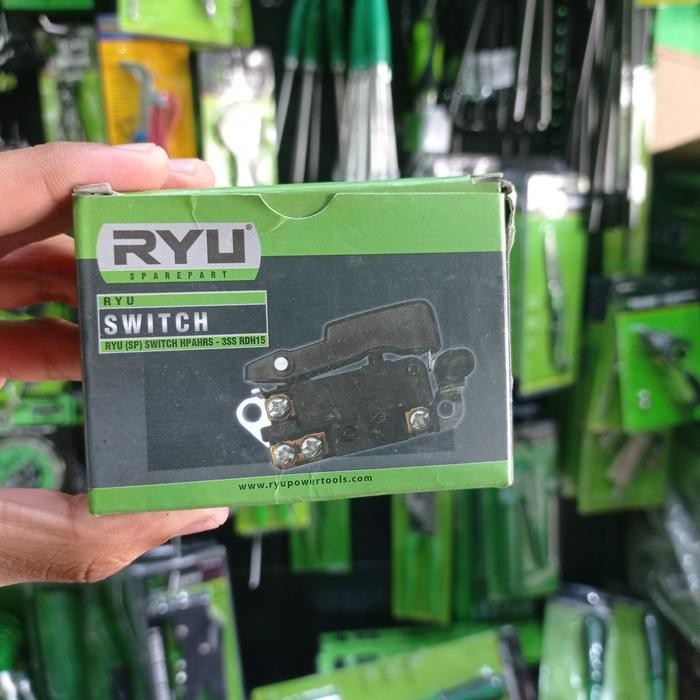 RYU®
SPAREPART
RYU
SWITCH
RYU (SP) SWITCH HPAHRS - 3SS RDH15
www.ryupowertools.com